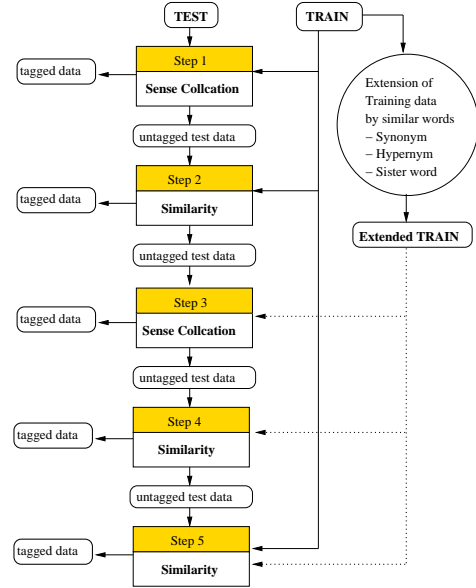 TEST
TRAIN
Step 1
Sense Collcation
tagged data
untagged test data
Extension of
Training data
by similar words
– Synonym
– Hypernym
– Sister word
Step 2
Similarity
tagged data
Extended TRAIN
untagged test data
Step 3
Sense Collcation
tagged data
untagged test data
Step 4
Similarity
tagged data
untagged test data
Step 5
Similarity
tagged data